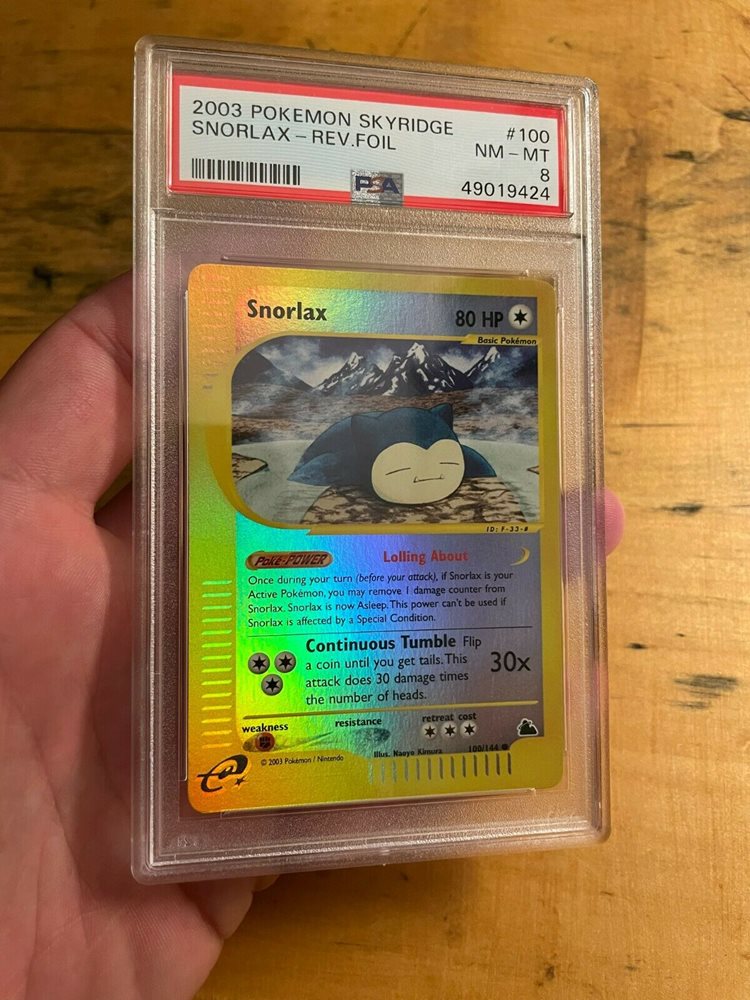 2003 POKEMON SKYRIDGE #100
SNORLAX - REV.FOIL NM - MT
8
PSA 49019424
Snorlax 80 HP
Basic Pokémon
ID: F-33-#
POKé-POWER Lolling About
Once during your turn (before your attack), if Snorlax is your
Active Pokémon, you may remove 1 damage counter from
Snorlax. Snorlax is now Asleep. This power can't be used if
Snorlax is affected by a Special Condition.
Continuous Tumble Flip
a coin until you get tails. This 30x
attack does 30 damage times
the number of heads.
weakness resistance retreat cost
Illus. Naoyo Kimura 100/144
e © 2003 Pokémon / Nintendo